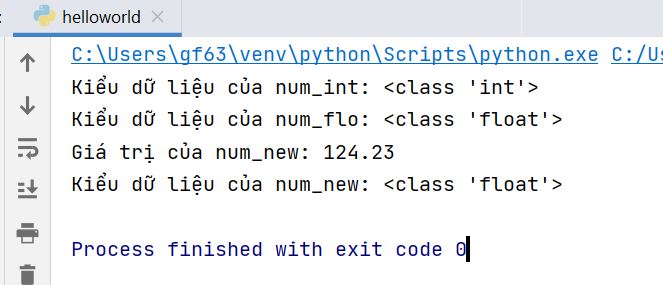 helloworld
C:\Users\gf63\venv\python\Scripts\python.exe C:/Us
Kiểu dữ liệu của num_int: <class 'int'>
Kiểu dữ liệu của num_flo: <class 'float'>
Giá trị của num_new: 124.23
Kiểu dữ liệu của num_new: <class 'float'>
Process finished with exit code 0